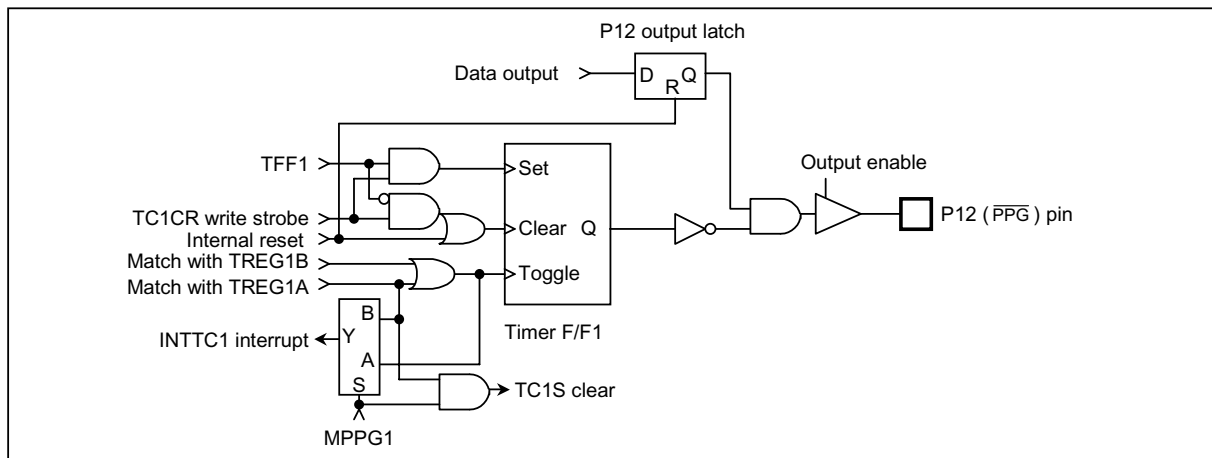 P12 output latch
Data output
D Q
R
TFF1
Set
Output enable
TC1CR write strobe
Clear Q
P12 (P̅P̅G̅) pin
Internal reset
Match with TREG1B
Toggle
Match with TREG1A
B
INTTC1 interrupt
Y
Timer F/F1
A
S
TC1S clear
MPPG1